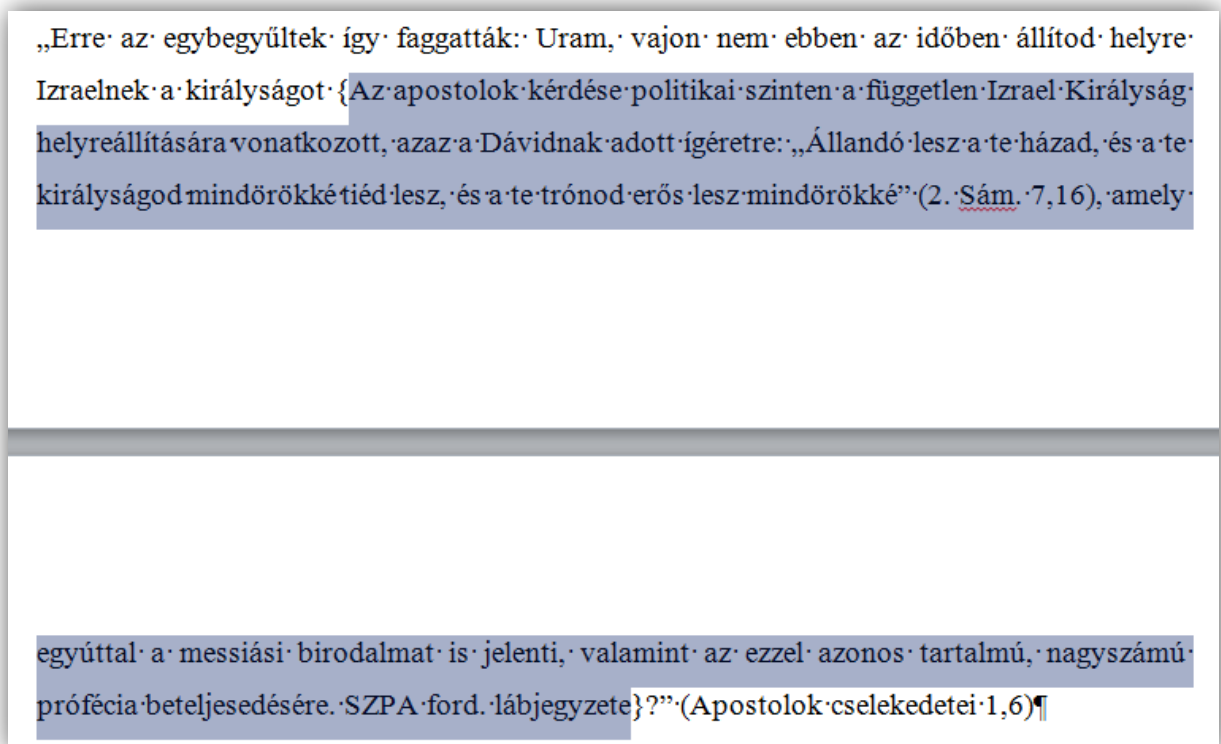 „Erre az egybegyűltek így faggatták: Uram, vajon nem ebben az időben állítod helyre
Izraelnek a királyságot {Az apostolok kérdése politikai szinten a független Izrael Királyság
helyreállítására vonatkozott, azaz a Dávidnak adott ígéretre: „Állandó lesz a te házad, és a te
királyságod mindörökké tiéd lesz, és a te trónod erős lesz mindörökké” (2. Sám. 7,16), amely
egyúttal a messiási birodalmat is jelenti, valamint az ezzel azonos tartalmú, nagyszámú
prófécia beteljesedésére. SZPA ford. lábjegyzete}?” (Apostolok cselekedetei 1,6)¶